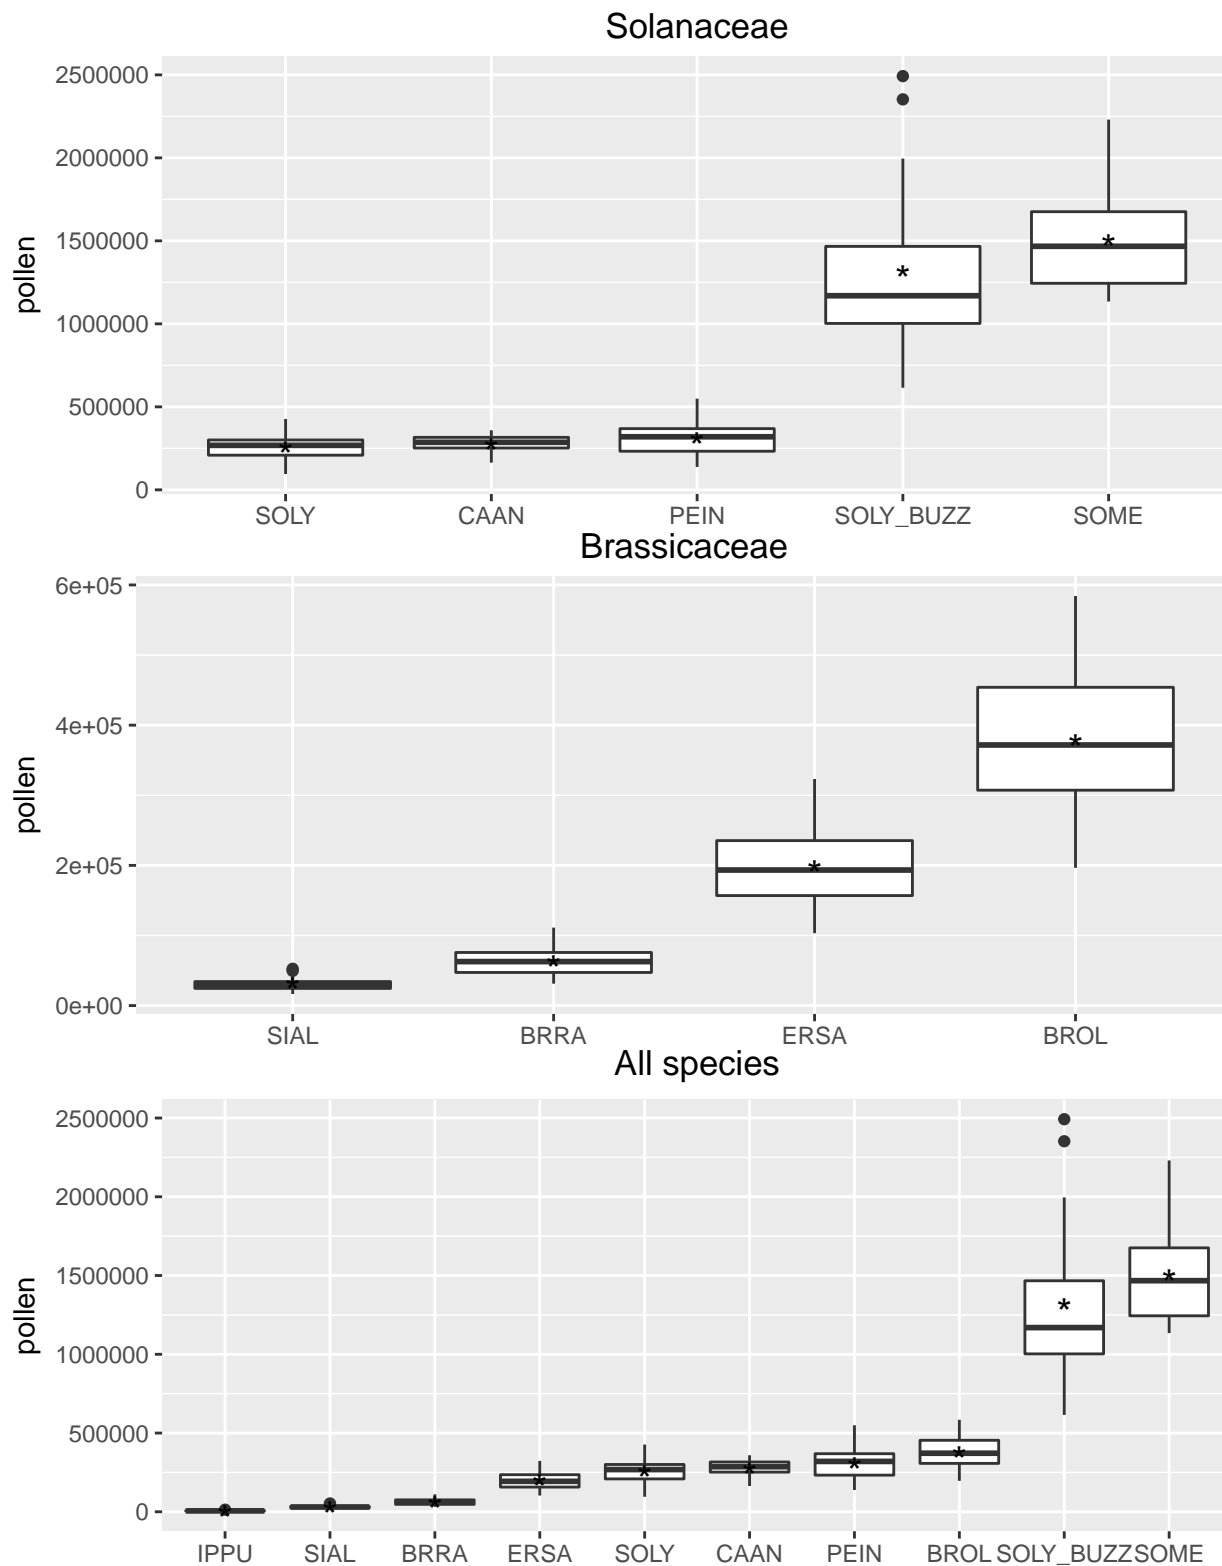 Solanaceae
2500000
2000000
1500000
1000000
500000
0
pollen
SOLY CAAN PEIN SOLY_BUZZ SOME
Brassicaceae
6e+05
4e+05
2e+05
0e+00
pollen
SIAL BRRA ERSA BROL
All species
2500000
2000000
1500000
1000000
500000
0
pollen
IPPU SIAL BRRA ERSA SOLY CAAN PEIN BROL SOLY_BUZZ SOME